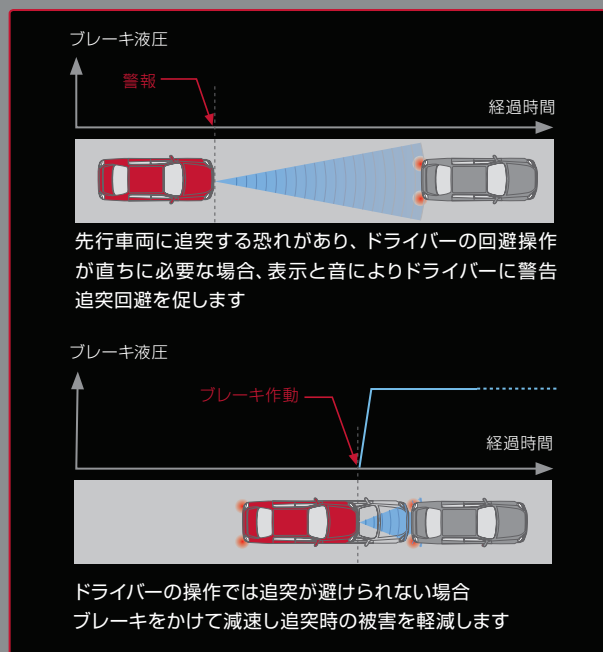 ブレーキ液圧
警報
経過時間
先行車両に追突する恐れがあり、ドライバーの回避操作
が直ちに必要な場合、表示と音によりドライバーに警告
追突回避を促します
ブレーキ液圧
ブレーキ作動
経過時間
ドライバーの操作では追突が避けられない場合
ブレーキをかけて減速し追突時の被害を軽減します